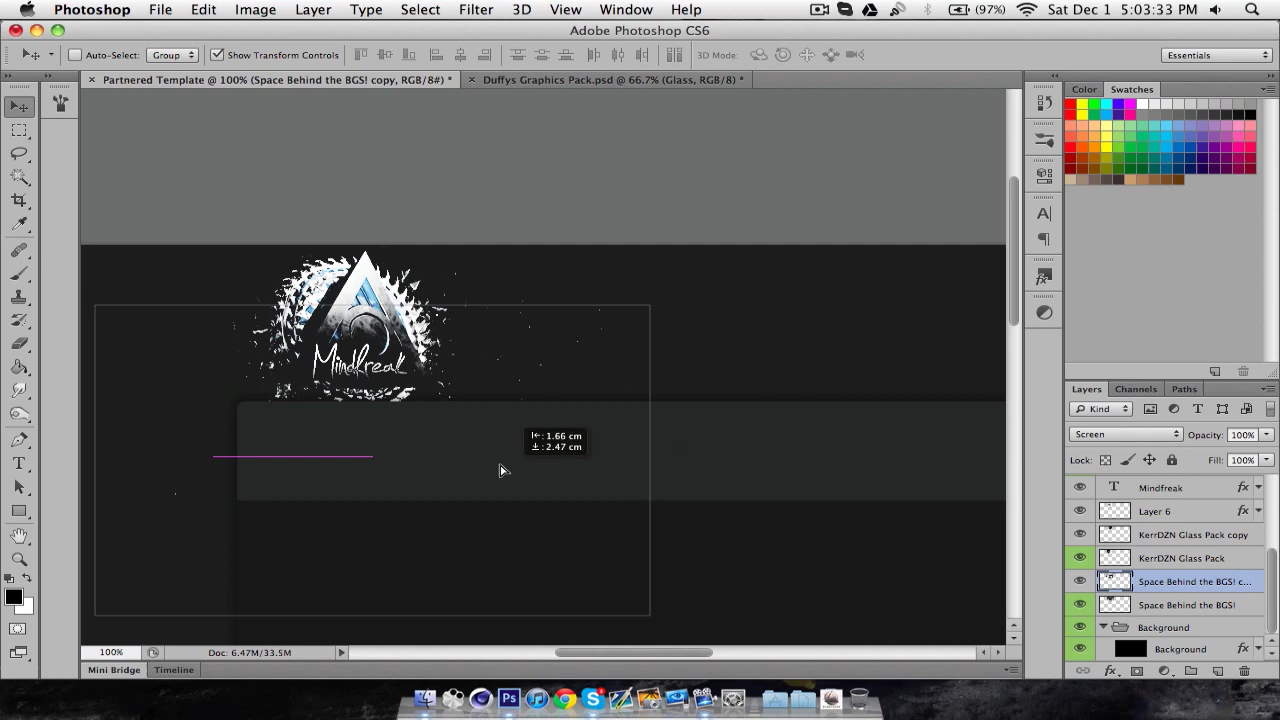 Photoshop File Edit Image Layer Type Select Filter 3D View Window Help (97%) Sat Dec 1 5:03:33 PM
Adobe Photoshop CS6
Auto-Select: Group Show Transform Controls 3D Mode: Essentials
Partnered Template @ 100% (Space Behind the BGS! copy, RGB/8#) * Duffys Graphics Pack.psd @ 66.7% (Glass, RGB/8) *
Color Swatches
Mindfreak
: 1.66 cm
: 2.47 cm
Layers Channels Paths
Kind
Screen Opacity: 100%
Lock: Fill: 100%
T Mindfreak fx
Layer 6 fx
KerrDZN Glass Pack copy
KerrDZN Glass Pack
Space Behind the BGS! c...
Space Behind the BGS!
Background
Background fx
100% Doc: 6.47M/33.5M
Mini Bridge Timeline
Ps